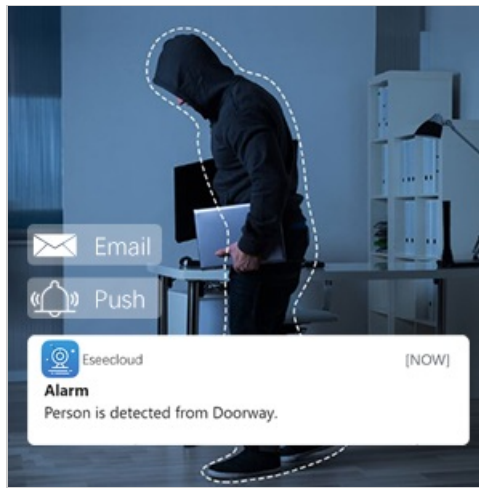 Email
Push
Eseecloud [NOW]
Alarm
Person is detected from Doorway.